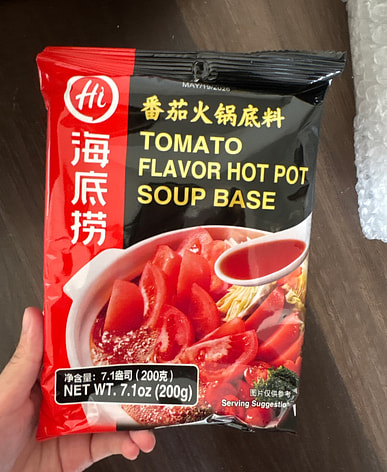 MAY/19/2026
Hi
海底捞
番茄火锅底料
TOMATO
FLAVOR HOT POT
SOUP BASE
净含量：7.1盎司（200克）
NET WT. 7.1oz (200g)
图片仅供参考
Serving Suggestion